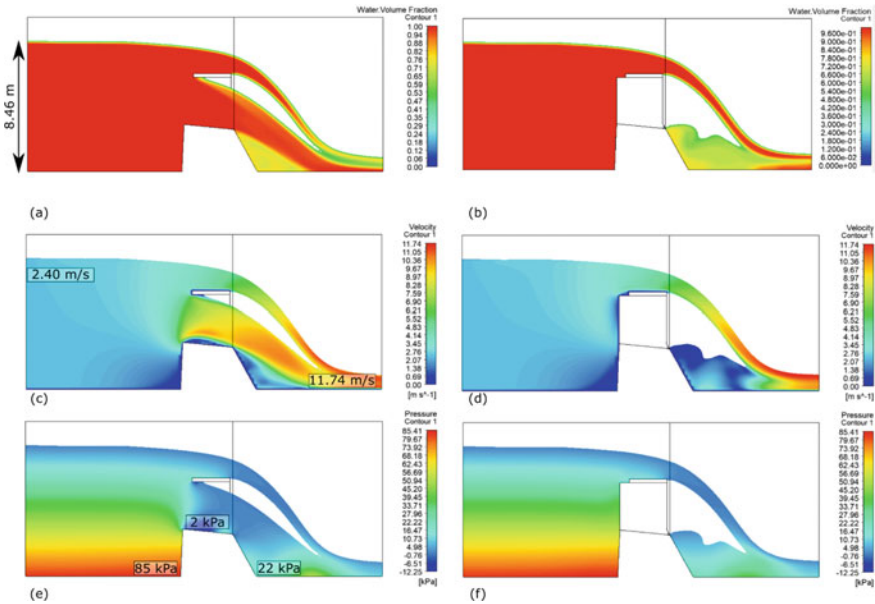 Water.Volume Fraction
Contour 1
1.00
0.94
0.88
0.82
0.76
0.71
0.65
0.59
0.53
0.47
0.41
0.35
0.29
0.24
0.18
0.12
0.06
0.00
8.46 m
(a)
Water.Volume Fraction
Contour 1
9.600e-01
9.000e-01
8.400e-01
7.800e-01
7.200e-01
6.600e-01
6.000e-01
5.400e-01
4.800e-01
4.200e-01
3.600e-01
3.000e-01
2.400e-01
1.800e-01
1.200e-01
6.000e-02
0.000e+00
(b)
Velocity
Contour 1
11.74
11.05
10.36
9.67
8.98
8.28
7.59
6.90
6.21
5.52
4.83
4.14
3.45
2.76
2.07
1.38
0.69
0.00
[m s^-1]
2.40 m/s
11.74 m/s
(c)
Velocity
Contour 1
11.74
11.05
10.36
9.67
8.98
8.28
7.59
6.90
6.21
5.52
4.83
4.14
3.45
2.76
2.07
1.38
0.69
0.00
[m s^-1]
(d)
Pressure
Contour 1
85.41
79.67
73.92
68.18
62.43
56.69
50.94
45.20
39.45
33.71
27.96
22.22
16.47
10.73
4.98
-0.76
-6.51
-12.25
[kPa]
2 kPa
85 kPa
22 kPa
(e)
Pressure
Contour 1
85.41
79.67
73.92
68.18
62.43
56.69
50.94
45.20
39.45
33.71
27.96
22.22
16.47
10.73
4.98
-0.76
-6.51
-12.25
[kPa]
(f)